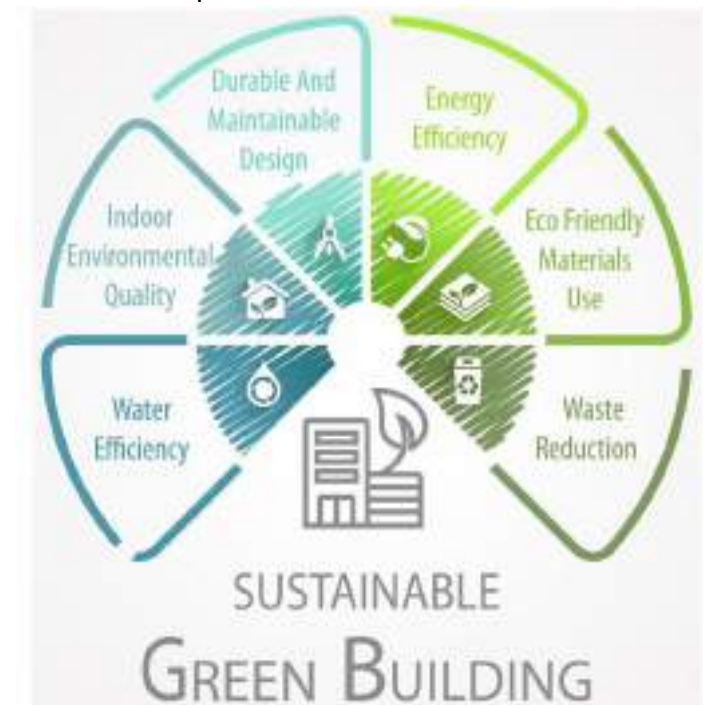 Durable And
Maintainable
Design
Energy
Efficiency
Indoor
Environmental
Quality
Eco Friendly
Materials
Use
Water
Efficiency
Waste
Reduction
SUSTAINABLE
GREEN BUILDING